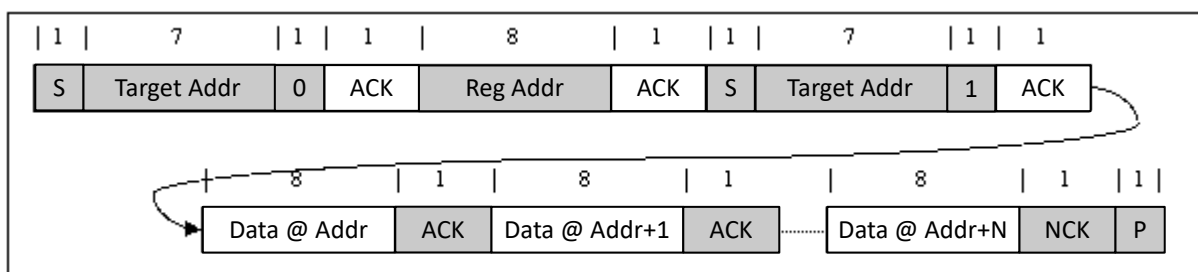 | 1 | 7 | 1 | 1 | 8 | 1 | 1 | 7 | 1 | 1
S Target Addr 0 ACK Reg Addr ACK S Target Addr 1 ACK
| 8 | 1 | 8 | 1 | 8 | 1 | 1 |
Data @ Addr ACK Data @ Addr+1 ACK Data @ Addr+N NCK P